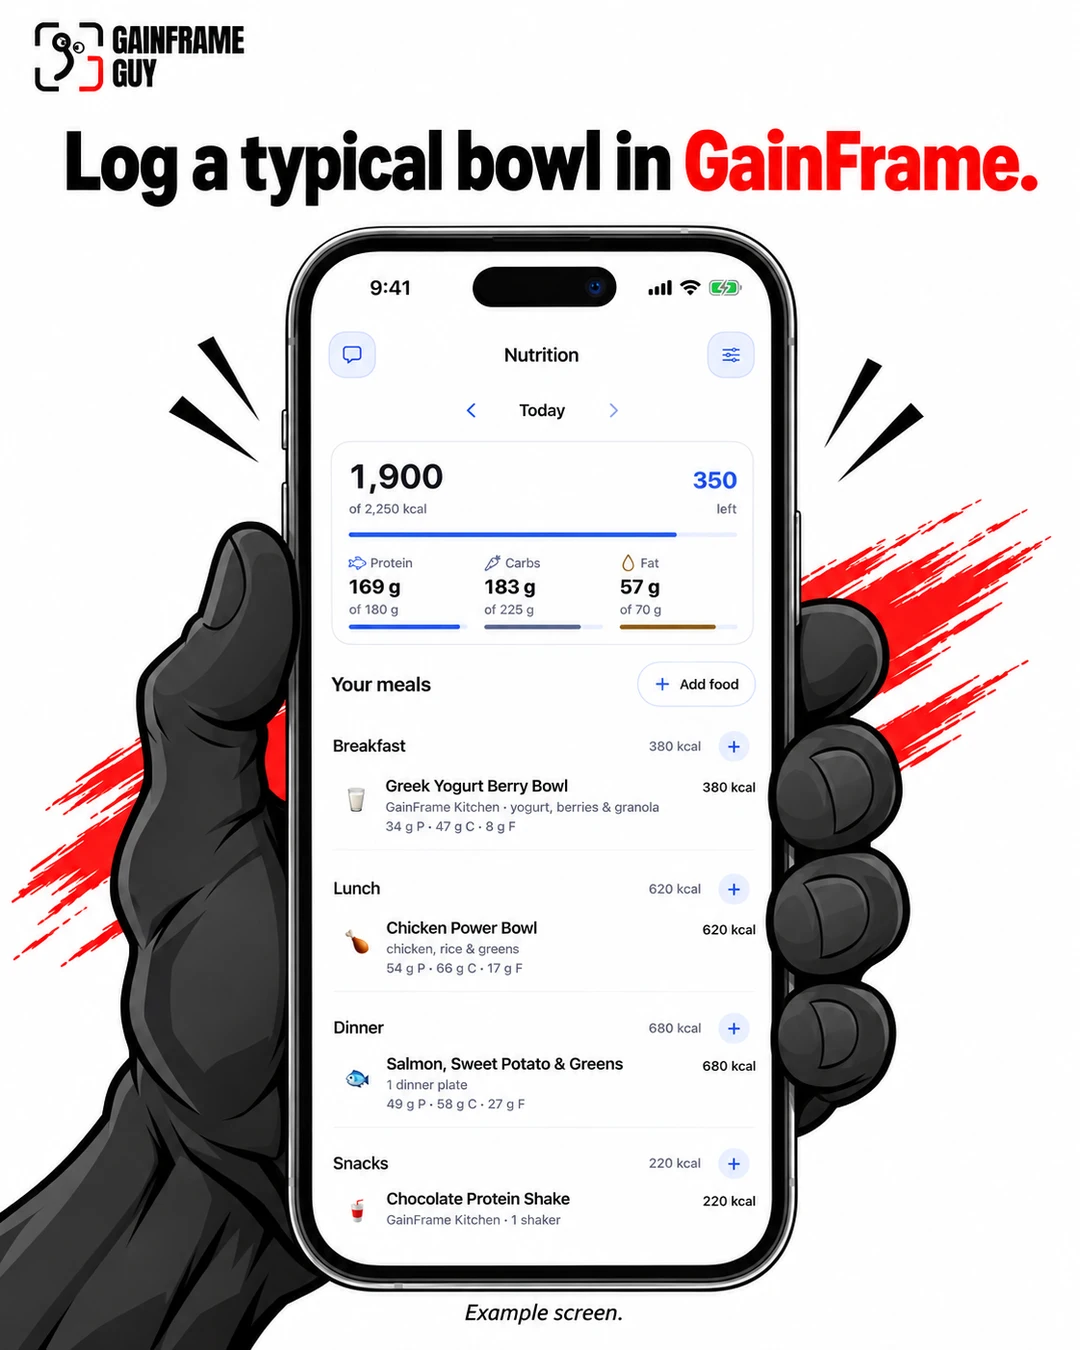 GAINFRAME
GUY
Log a typical bowl in GainFrame.
9:41
Nutrition
Today
1,900
350
of 2,250 kcal
left
Protein
Carbs
Fat
169 g
183 g
57 g
of 180 g
of 225 g
of 70 g
Your meals
+ Add food
Breakfast
380 kcal
+
Greek Yogurt Berry Bowl
380 kcal
GainFrame Kitchen · yogurt, berries & granola
34 g P · 47 g C · 8 g F
Lunch
620 kcal
+
Chicken Power Bowl
620 kcal
chicken, rice & greens
54 g P · 66 g C · 17 g F
Dinner
680 kcal
+
Salmon, Sweet Potato & Greens
680 kcal
1 dinner plate
49 g P · 58 g C · 27 g F
Snacks
220 kcal
+
Chocolate Protein Shake
220 kcal
GainFrame Kitchen · 1 shaker
Example screen.